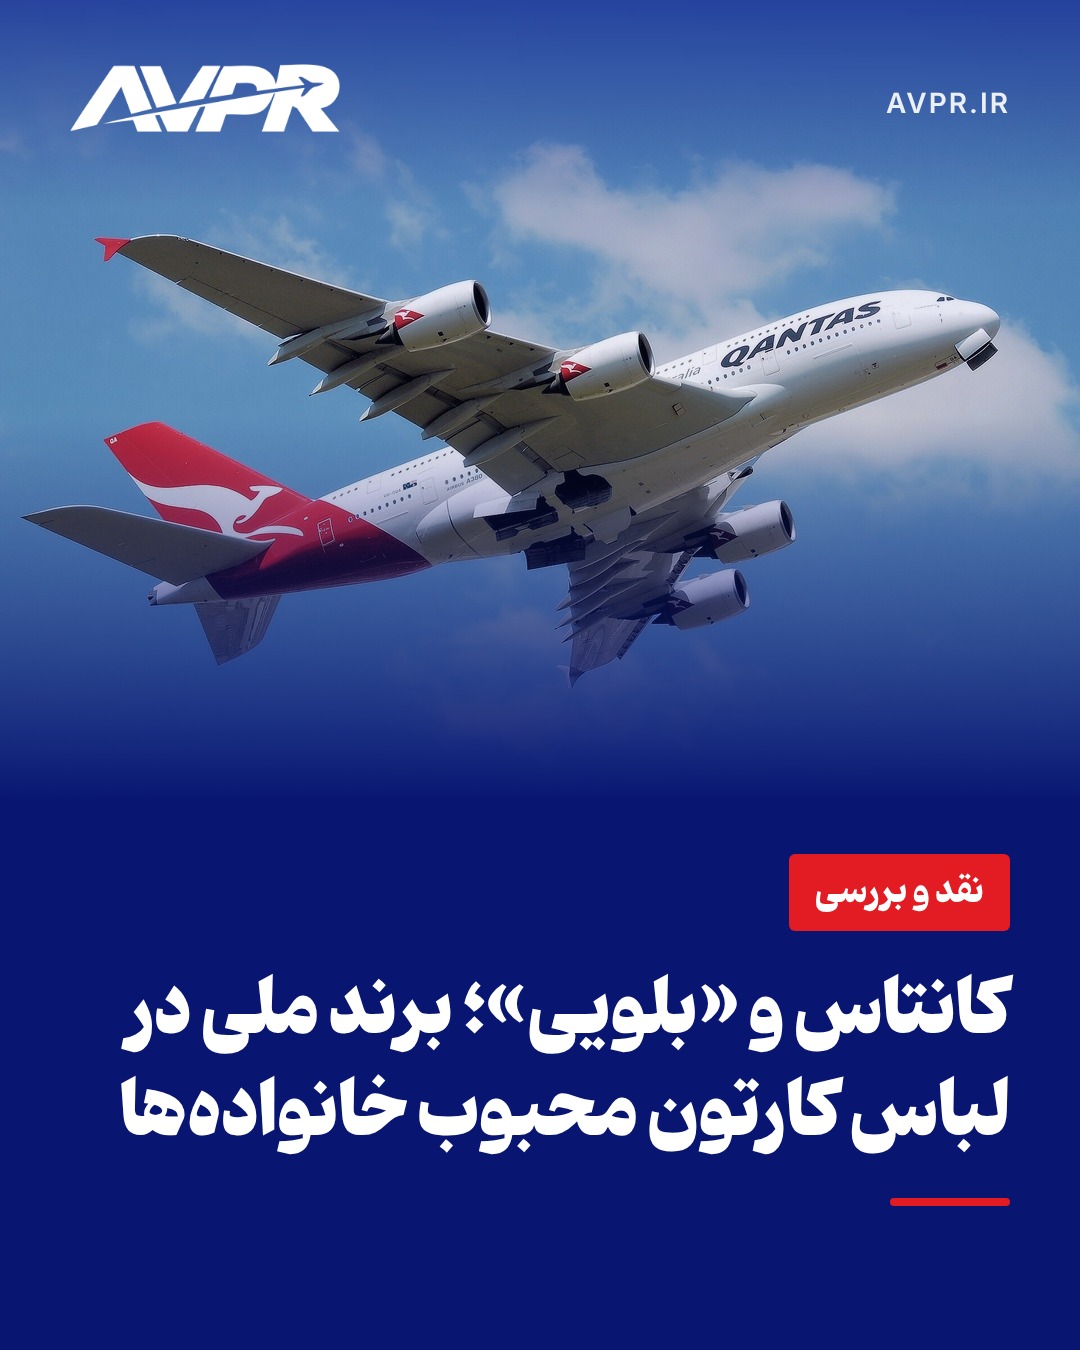 AVPR
AVPR.IR
QANTAS
نقد و بررسی
کانتاس و «بلویی»؛ برند ملی در
لباس کارتون محبوب خانواده‌ها